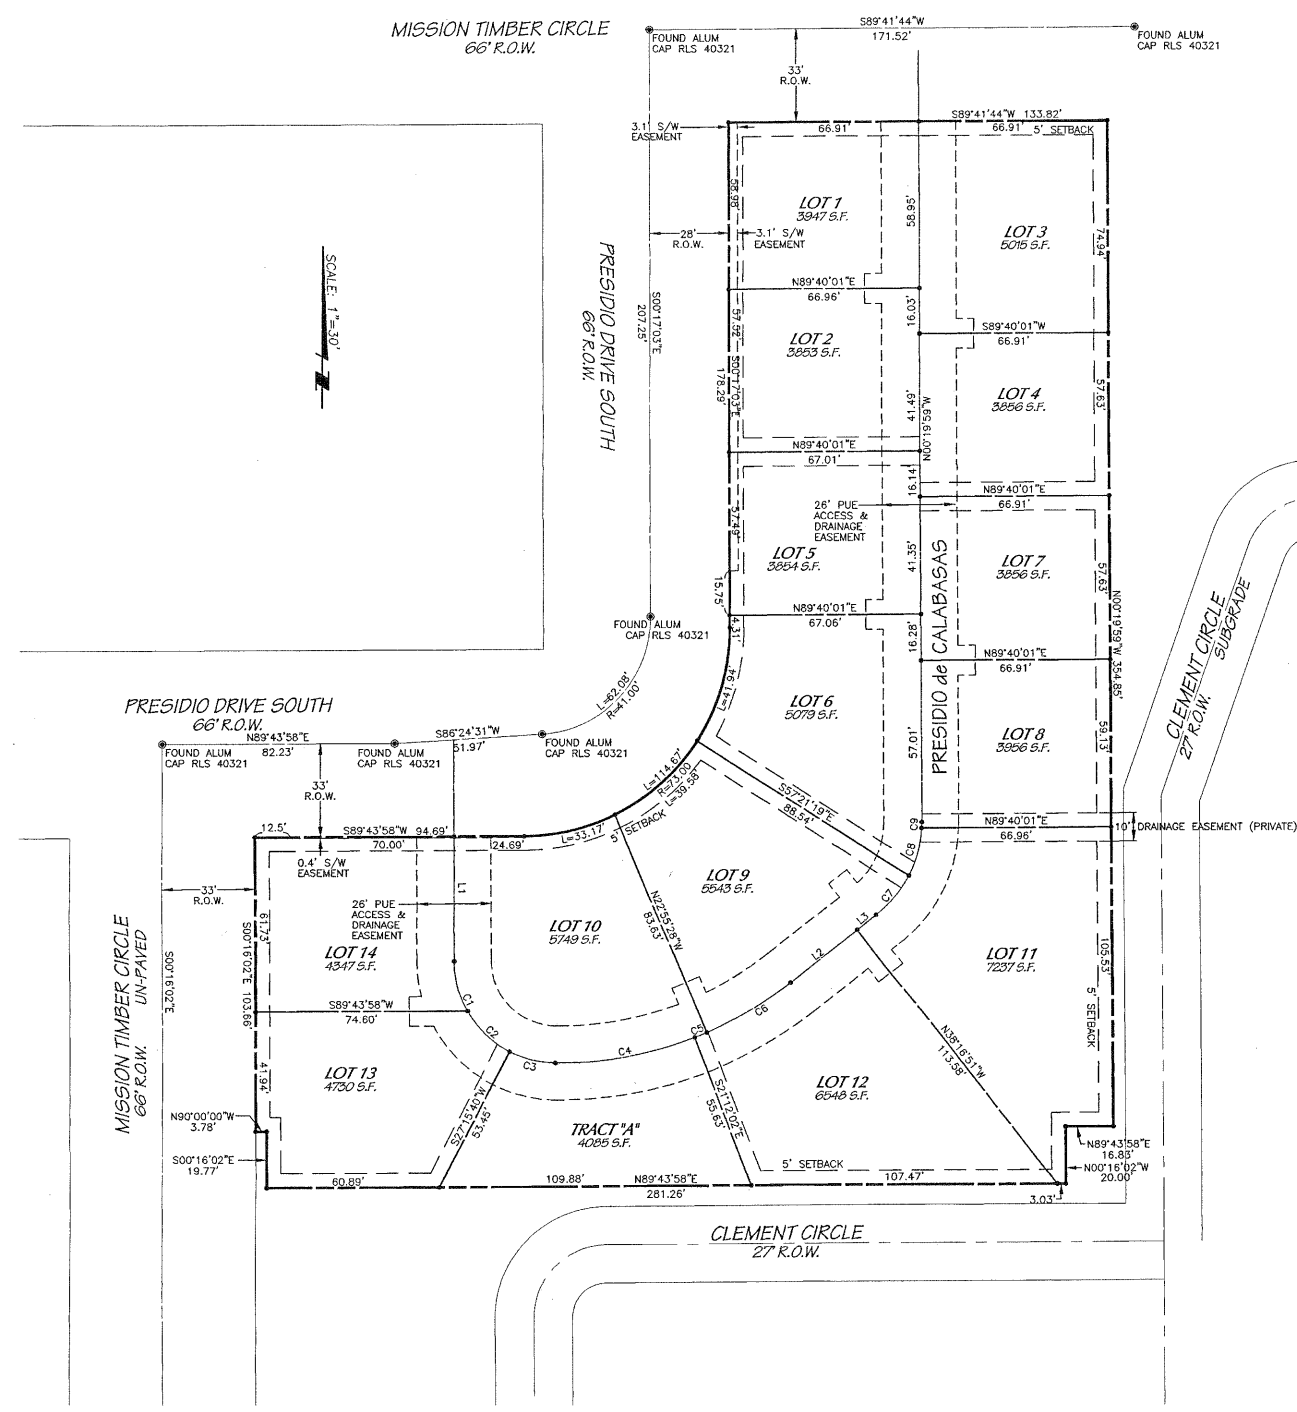 MISSION TIMBER CIRCLE
66' R.O.W.
FOUND ALUM
CAP RLS 40321
S89°41'44"W
171.52'
FOUND ALUM
CAP RLS 40321
33'
R.O.W.
3.1' S/W
EASEMENT
66.91'
S89°41'44"W 133.82'
66.91'
5' SETBACK
58.98'
LOT 1
3947 S.F.
58.95'
LOT 3
5015 S.F.
74.94'
28'
R.O.W.
3.1' S/W
EASEMENT
SCALE: 1"=30'
PRESIDIO DRIVE SOUTH
66' R.O.W.
S00°17'03"E
207.25'
N89°40'01"E
66.96'
16.03'
57.52'
LOT 2
3853 S.F.
S89°40'01"W
66.91'
S00°17'03"E
178.29'
41.49'
N00°19'59"W
LOT 4
3856 S.F.
57.63'
N89°40'01"E
67.01'
16.14'
N89°40'01"E
66.91'
26' PUE
ACCESS &
DRAINAGE
EASEMENT
57.49'
LOT 5
3854 S.F.
41.35'
PRESIDIO de CALABASAS
LOT 7
3856 S.F.
57.63'
N00°19'59"W 354.85'
CLEMENT CIRCLE
27' R.O.W.
SUBGRADE
15.75'
N89°40'01"E
67.06'
4.31'
16.28'
FOUND ALUM
CAP RLS 40321
N89°40'01"E
66.91'
L=62.08'
R=41.00'
L=41.94'
LOT 6
5079 S.F.
57.01'
LOT 8
3956 S.F.
59.13'
PRESIDIO DRIVE SOUTH
66' R.O.W.
N89°43'58"E
82.23'
S86°24'31"W
51.97'
FOUND ALUM
CAP RLS 40321
FOUND ALUM
CAP RLS 40321
FOUND ALUM
CAP RLS 40321
33'
R.O.W.
L=114.67'
R=73.00
L=39.58'
S57°21'19"E
88.54'
C9
N89°40'01"E
66.96'
10' DRAINAGE EASEMENT (PRIVATE)
12.5'
S89°43'58"W 94.69'
70.00'
24.69'
L=33.17'
5' SETBACK
0.4' S/W
EASEMENT
C8
33'
R.O.W.
L1
26' PUE
ACCESS &
DRAINAGE
EASEMENT
LOT 9
5543 S.F.
C7
61.73'
LOT 10
5749 S.F.
N22°55'28"W
83.63'
L3
MISSION TIMBER CIRCLE
66' R.O.W. UN-PAVED
S00°16'02"E
S00°16'02"E 103.66'
LOT 14
4347 S.F.
L2
LOT 11
7237 S.F.
105.53'
5' SETBACK
S89°43'58"W
74.60'
C1
C2
C3
C4
C5
C6
N38°16'51"W
113.58'
41.94'
LOT 13
4730 S.F.
S27°15'40"W
53.45'
TRACT "A"
4085 S.F.
S21°12'02"E
55.63'
LOT 12
6548 S.F.
N90°00'00"W
3.78'
S00°16'02"E
19.77'
N89°43'58"E
16.83'
N00°16'02"W
20.00'
5' SETBACK
60.89'
109.88'
N89°43'58"E
281.26'
107.47'
3.03'
CLEMENT CIRCLE
27' R.O.W.